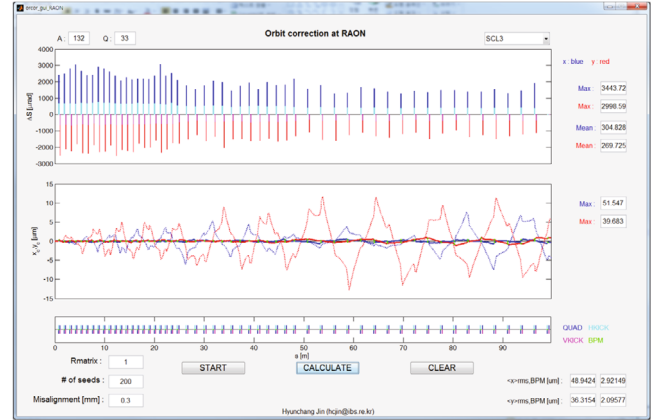 orcor_gui_RAON
A : 132 Q : 33
Orbit correction at RAON
SCL3
x : blue y : red
4000
3000
2000
1000
0
-1000
-2000
-3000
ΔS [μrad]
Max : 3443.72
Max : 2998.59
Mean : 304.828
Mean : 269.725
15
10
5
0
-5
-10
-15
Max : 51.547
Max : 39.683
QUAD HKICK
VKICK BPM
0 10 20 30 40 50 60 70 80 90
s [m]
Rmatrix : 1
START CALCULATE CLEAR
# of seeds : 200
<x>rms,BPM [um] : 48.9424 2.92149
Misalignment [mm] : 0.3
<y>rms,BPM [um] : 36.3154 2.09577
Hyunchang Jin (hcjin@ibs.re.kr)